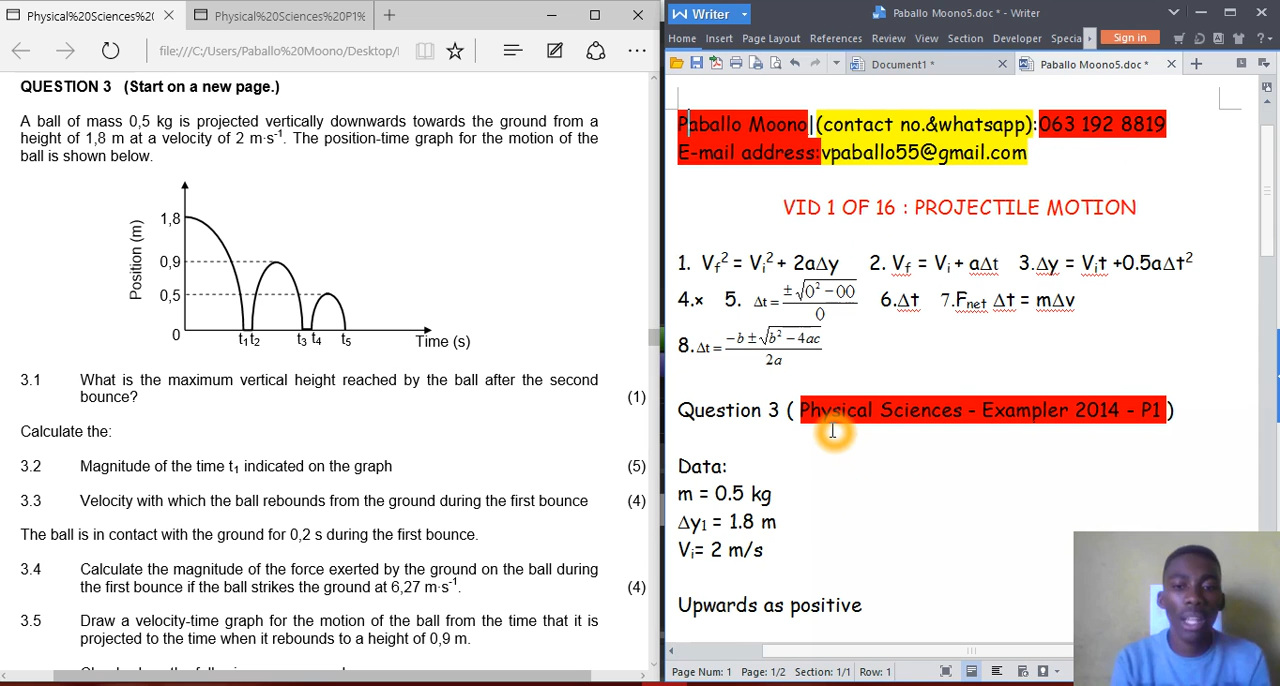 Physical%20Sciences%20
Physical%20Sciences%20P1%
file:///C:/Users/Paballo%20Moono/Desktop/
QUESTION 3 (Start on a new page.)
A ball of mass 0,5 kg is projected vertically downwards towards the ground from a
height of 1,8 m at a velocity of 2 m·s-1. The position-time graph for the motion of the
ball is shown below.
Position (m)
1,8
0,9
0,5
0
t1 t2 t3 t4 t5
Time (s)
3.1 What is the maximum vertical height reached by the ball after the second
bounce? (1)
Calculate the:
3.2 Magnitude of the time t1 indicated on the graph (5)
3.3 Velocity with which the ball rebounds from the ground during the first bounce (4)
The ball is in contact with the ground for 0,2 s during the first bounce.
3.4 Calculate the magnitude of the force exerted by the ground on the ball during
the first bounce if the ball strikes the ground at 6,27 m·s-1. (4)
3.5 Draw a velocity-time graph for the motion of the ball from the time that it is
projected to the time when it rebounds to a height of 0,9 m.
Writer
Paballo Moono5.doc * - Writer
Home Insert Page Layout References Review View Section Developer Specia Sign in
Document1 *
Paballo Moono5.doc *
Paballo Moono|(contact no.&whatsapp):063 192 8819
E-mail address:vpaballo55@gmail.com
VID 1 OF 16 : PROJECTILE MOTION
1. Vf² = Vi² + 2a∆y 2. Vf = Vi + a∆t 3.∆y = Vit +0.5a∆t²
4.× 5. ∆t = ±√0² −00 / 0 6.∆t 7.Fnet ∆t = m∆v
8.∆t = −b ± √b² − 4ac / 2a
Question 3 ( Physical Sciences - Exampler 2014 - P1 )
Data:
m = 0.5 kg
∆y1 = 1.8 m
Vi= 2 m/s
Upwards as positive
Page Num: 1 Page: 1/2 Section: 1/1 Row: 1